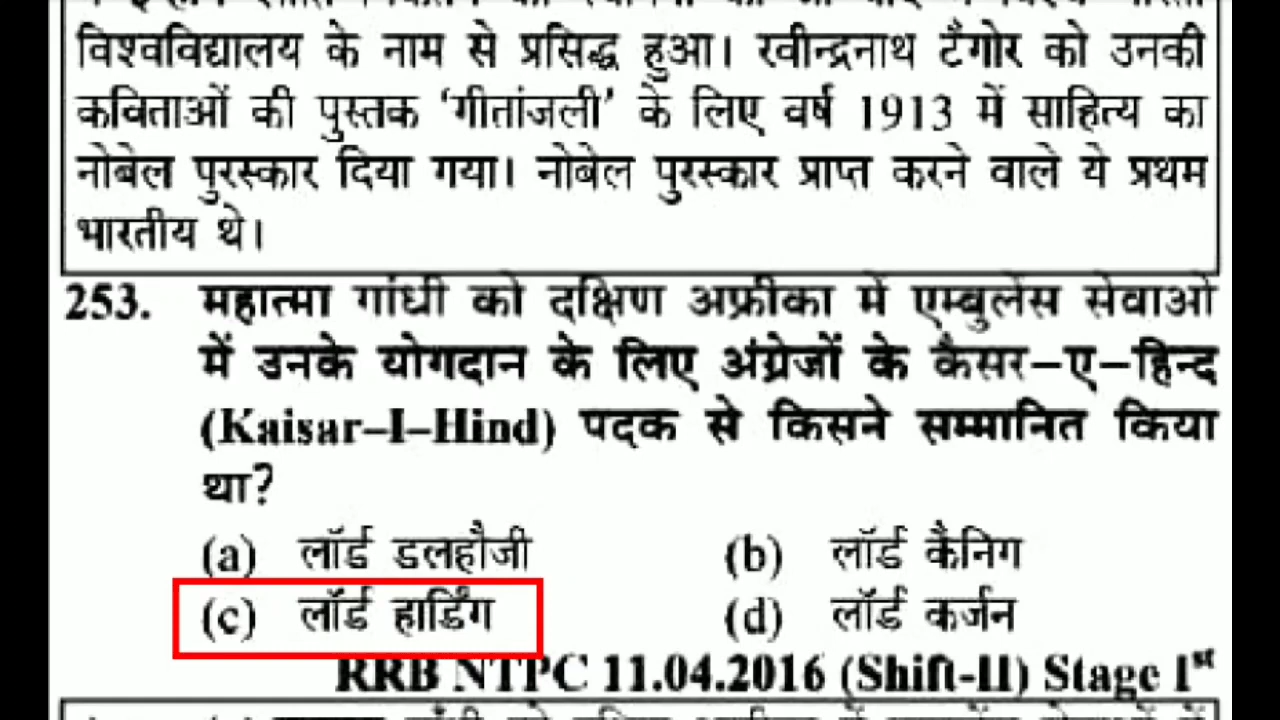 विश्वविद्यालय के नाम से प्रसिद्ध हुआ। रवीन्द्रनाथ टैगोर को उनकी
कविताओं की पुस्तक ‘गीतांजली’ के लिए वर्ष 1913 में साहित्य का
नोबेल पुरस्कार दिया गया। नोबेल पुरस्कार प्राप्त करने वाले ये प्रथम
भारतीय थे।
253. महात्मा गांधी को दक्षिण अफ्रीका में एम्बुलेंस सेवाओं
में उनके योगदान के लिए अंग्रेजों के कैसर–ए–हिन्द
(Kaisar–I–Hind) पदक से किसने सम्मानित किया
था?
(a) लॉर्ड डलहौजी (b) लॉर्ड कैनिंग
(c) लॉर्ड हार्डिंग (d) लॉर्ड कर्जन
RRB NTPC 11.04.2016 (Shift-II) Stage Ist